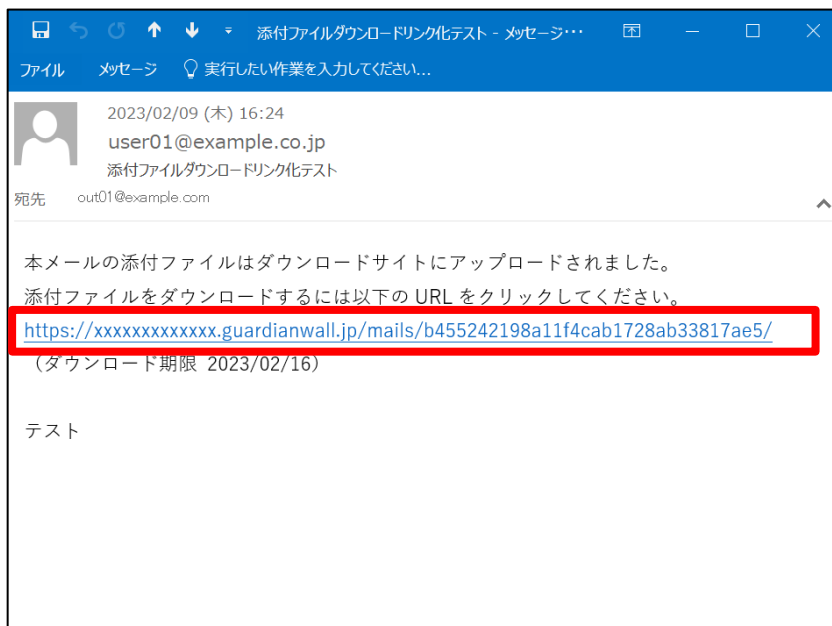 添付ファイルダウンロードリンク化テスト - メッセージ…
ファイル メッセージ 実行したい作業を入力してください...
2023/02/09 (木) 16:24
user01@example.co.jp
添付ファイルダウンロードリンク化テスト
宛先 out01@example.com
本メールの添付ファイルはダウンロードサイトにアップロードされました。
添付ファイルをダウンロードするには以下の URL をクリックしてください。
https://xxxxxxxxxxxxx.guardianwall.jp/mails/b455242198a11f4cab1728ab33817ae5/
（ダウンロード期限 2023/02/16）
テスト